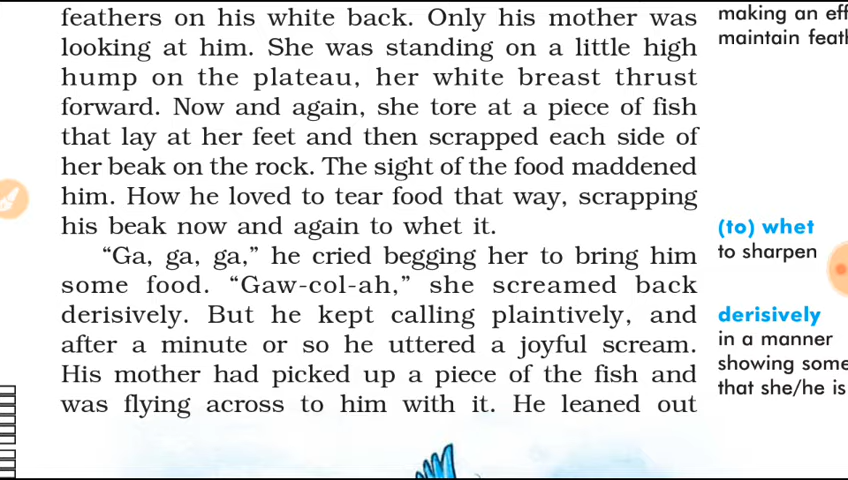 feathers on his white back. Only his mother was
looking at him. She was standing on a little high
hump on the plateau, her white breast thrust
forward. Now and again, she tore at a piece of fish
that lay at her feet and then scrapped each side of
her beak on the rock. The sight of the food maddened
him. How he loved to tear food that way, scrapping
his beak now and again to whet it.
“Ga, ga, ga,” he cried begging her to bring him
some food. “Gaw-col-ah,” she screamed back
derisively. But he kept calling plaintively, and
after a minute or so he uttered a joyful scream.
His mother had picked up a piece of the fish and
was flying across to him with it. He leaned out
making an eff
maintain feath
(to) whet
to sharpen
derisively
in a manner
showing some
that she/he is